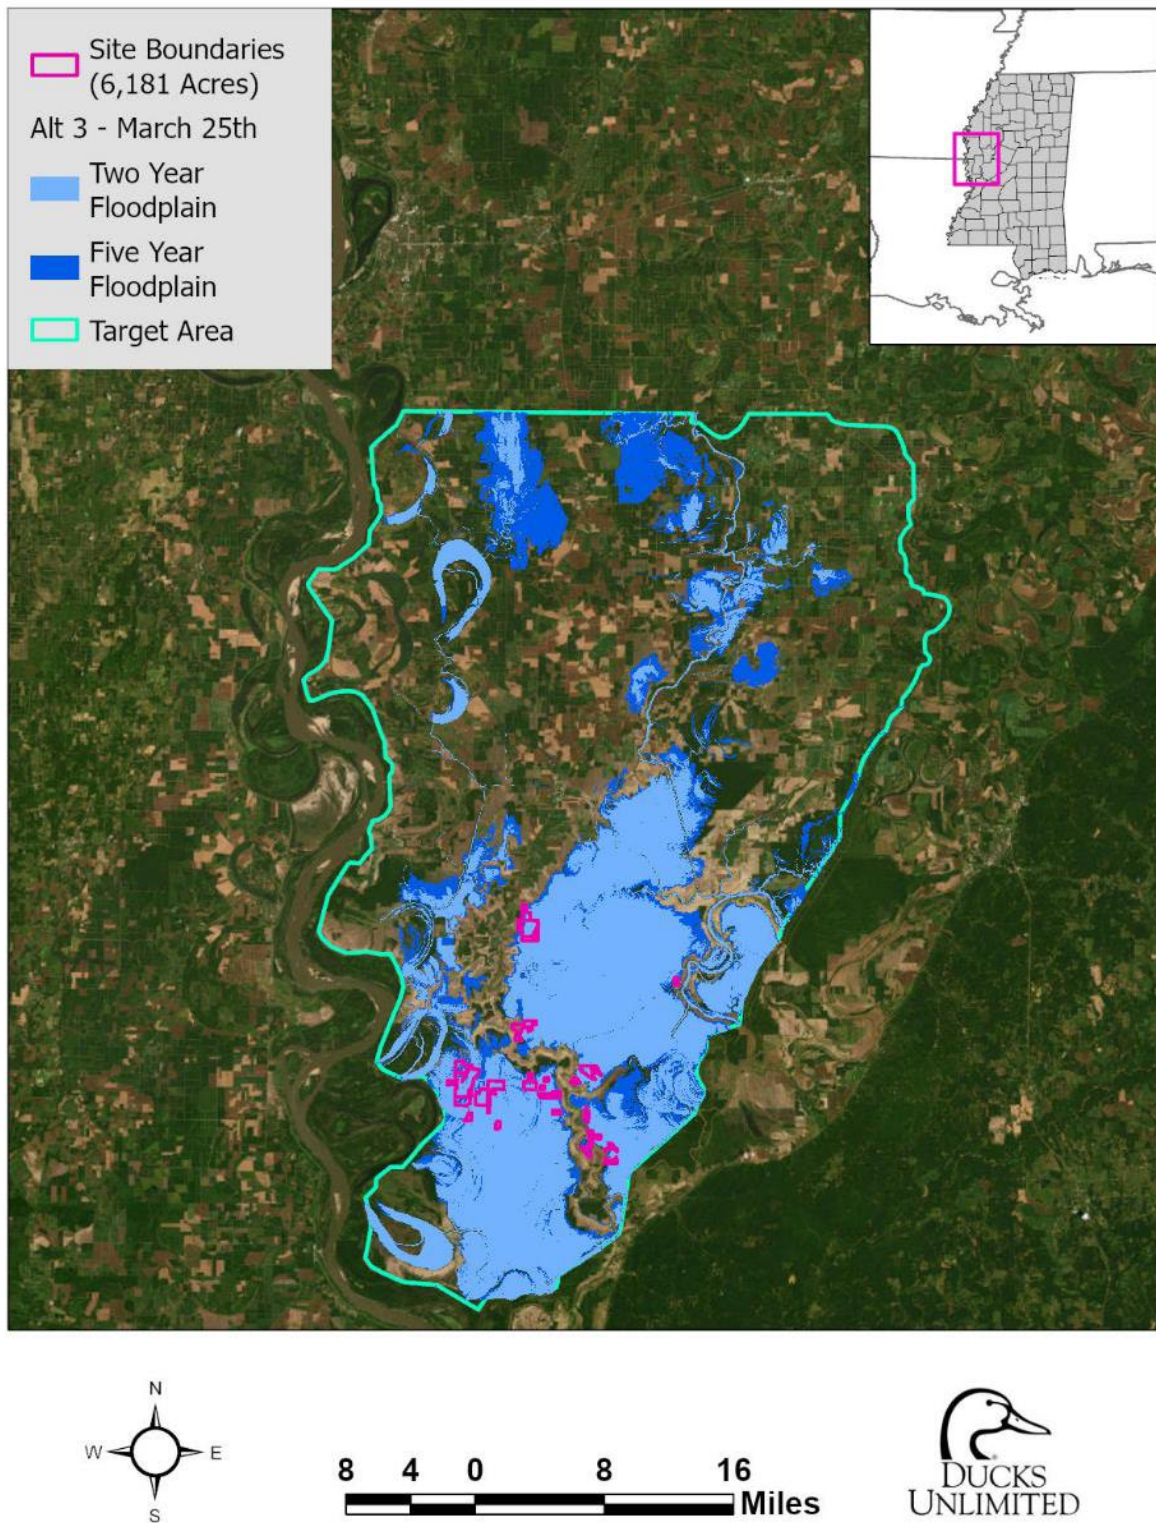 Site Boundaries
(6,181 Acres)
Alt 3 - March 25th
Two Year
Floodplain
Five Year
Floodplain
Target Area
N
W E
S
8 4 0 8 16
Miles
DUCKS
UNLIMITED